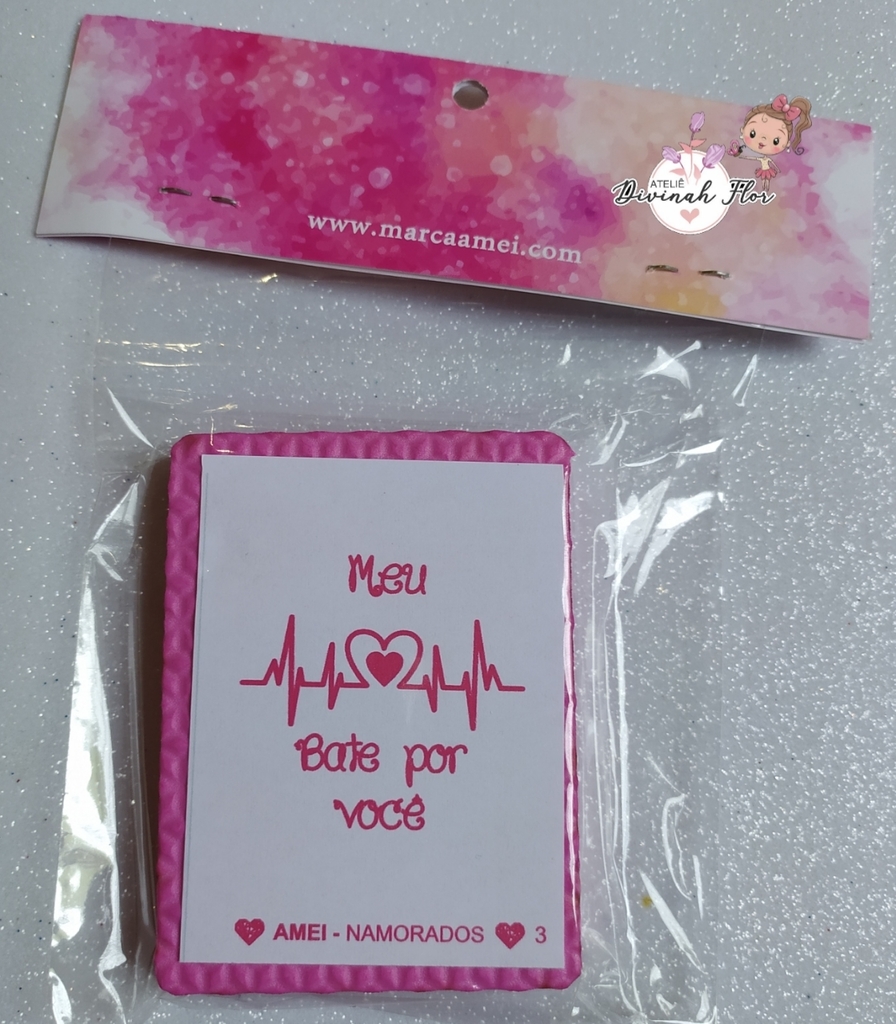 ATELIÊ
Divinah Flor
www.marcaamei.com
Meu
Bate por
você
AMEI - NAMORADOS 3